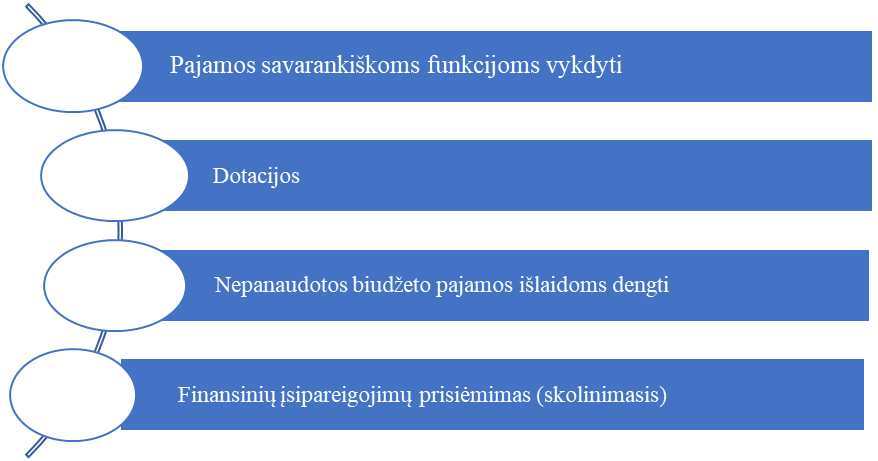 Pajamos savarankiškoms funkcijoms vykdyti
Dotacijos
Nepanaudotos biudžeto pajamos išlaidoms dengti
Finansinių įsipareigojimų prisiėmimas (skolinimasis)